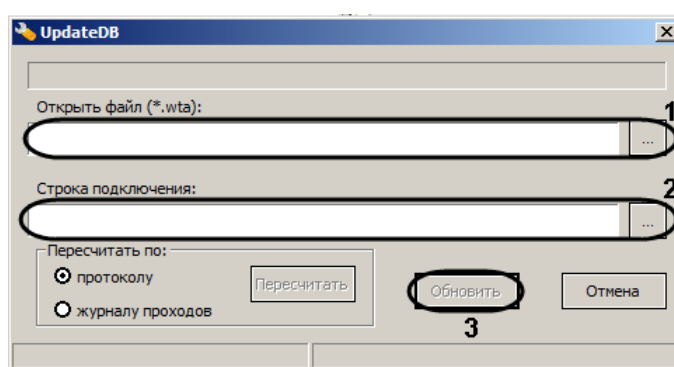 UpdateDB
Открыть файл (*.wta):
1
...
Строка подключения:
2
...
Пересчитать по:
протоколу
Пересчитать
Обновить
Отмена
журналу проходов
3